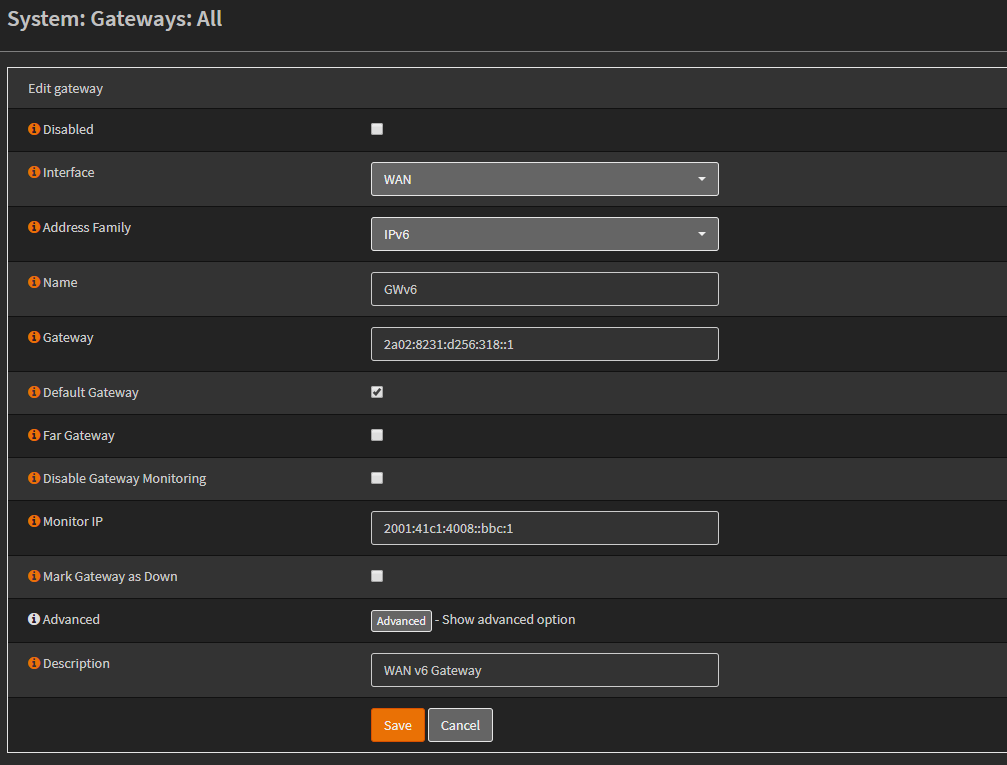 System: Gateways: All
Edit gateway
Disabled
Interface WAN
Address Family IPv6
Name GWv6
Gateway 2a02:8231:d256:318::1
Default Gateway
Far Gateway
Disable Gateway Monitoring
Monitor IP 2001:41c1:4008::bbc:1
Mark Gateway as Down
Advanced Advanced - Show advanced option
Description WAN v6 Gateway
Save Cancel